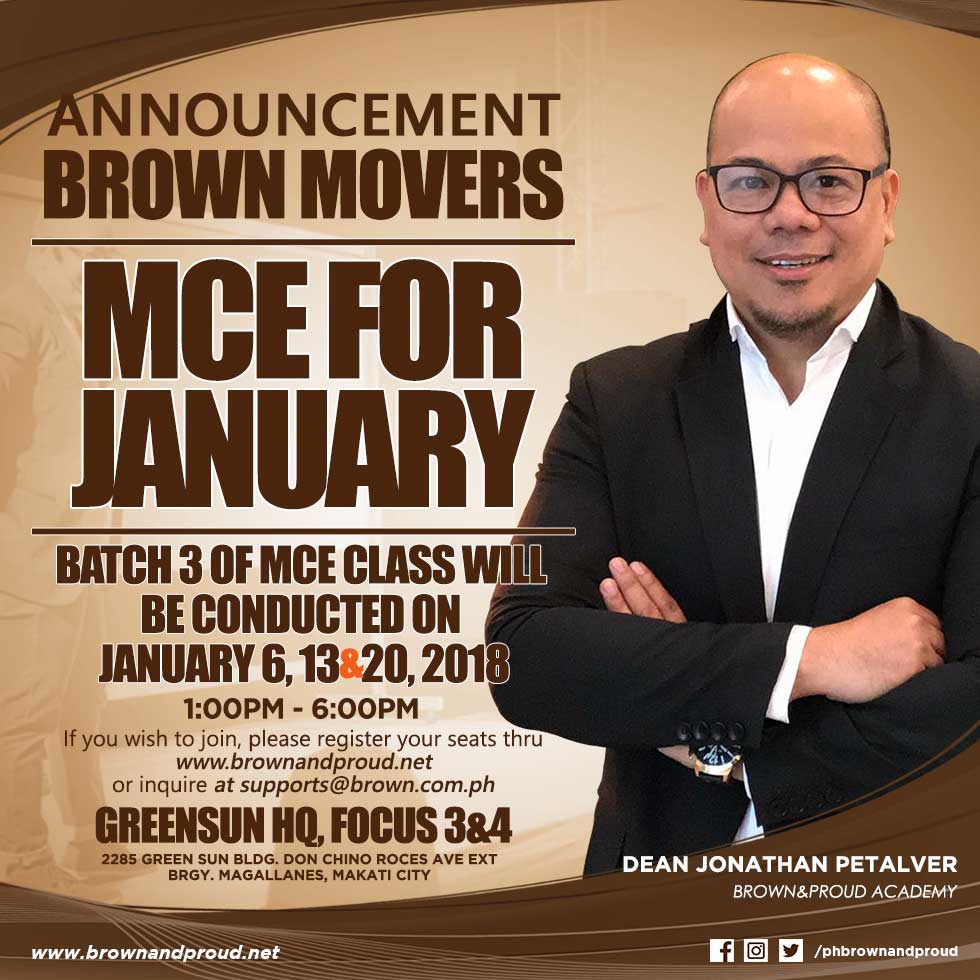 ANNOUNCEMENT
BROWN MOVERS
MCE FOR
JANUARY
BATCH 3 OF MCE CLASS WILL
BE CONDUCTED ON
JANUARY 6, 13&20, 2018
1:00PM - 6:00PM
If you wish to join, please register your seats thru
www.brownandproud.net
or inquire at supports@brown.com.ph
GREENSUN HQ, FOCUS 3&4
2285 GREEN SUN BLDG. DON CHINO ROCES AVE EXT
BRGY. MAGALLANES, MAKATI CITY
DEAN JONATHAN PETALVER
BROWN&PROUD ACADEMY
www.brownandproud.net
/phbrownandproud